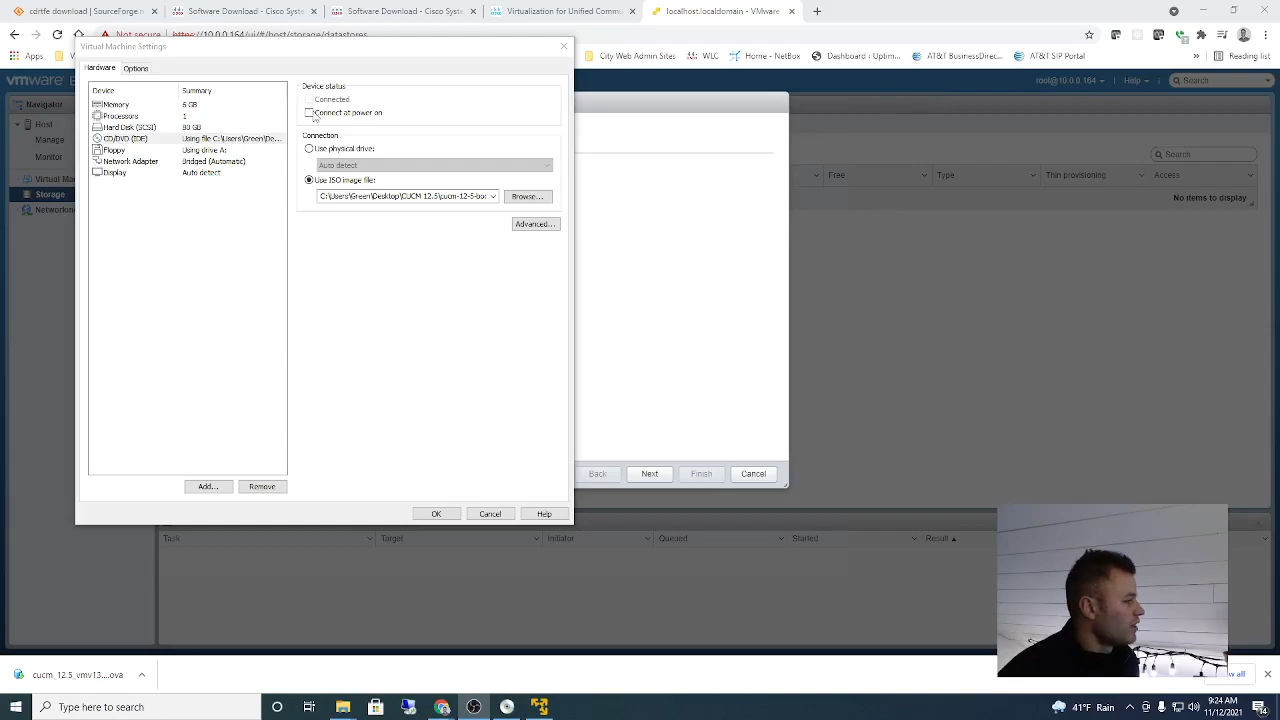 cdrtfe download | SourceForge.n
Software Download - Cisco Syste
Software Download - Cisco Syste
Virtualization for Unified Comm
localhost.localdomain - VMware
Not secure
https://10.0.0.164/ui/#/host/storage/datastores
Apps
City Web Admin Sites
WLC
Home - NetBox
Dashboard - Uptim...
AT&T BusinessDirec...
AT&T SIP Portal
»
Reading list
vmware
root@10.0.0.164
Help
Search
Navigator
Host
Manage
Monitor
Virtual Ma
Storage
Networkin
Search
Free
Type
Thin provisioning
Access
No items to display
Virtual Machine Settings
Hardware
Options
Device
Summary
Memory
6 GB
Processors
1
Hard Disk (SCSI)
80 GB
CD/DVD (IDE)
Using file C:\Users\Green\De...
Floppy
Using drive A:
Network Adapter
Bridged (Automatic)
Display
Auto detect
Device status
Connected
Connect at power on
Connection
Use physical drive:
Auto detect
Use ISO image file:
C:\Users\Green\Desktop\CUCM 12.5\cucm-12-5-boo
Browse...
Advanced...
Add...
Remove
OK
Cancel
Help
Back
Next
Finish
Cancel
Task
Target
Initiator
Queued
Started
Result
cucm_12.5_vmv13....ova
w all
Type here to search
41°F Rain
9:24 AM
11/12/2021